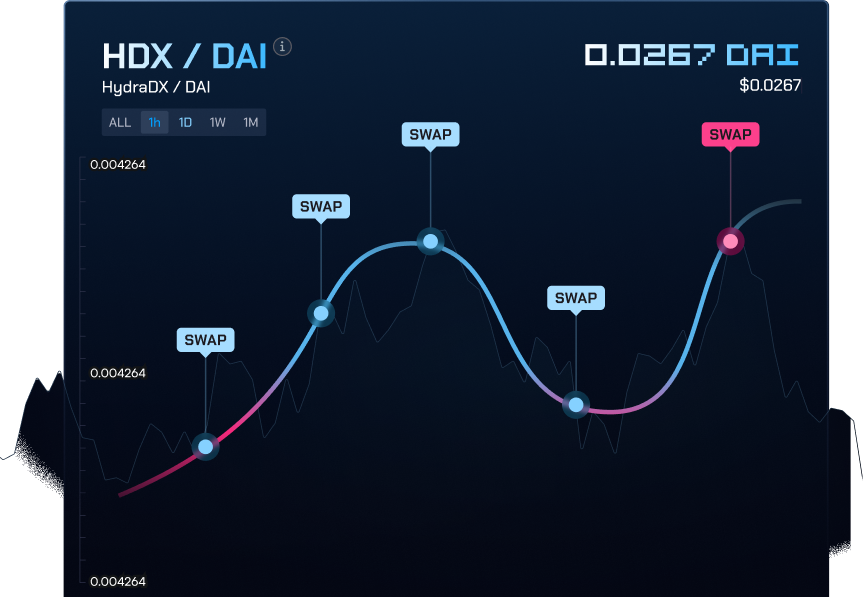 HDX / DAI i
0.0267 DAI
HydraDX / DAI
$0.0267
ALL 1h 1D 1W 1M
SWAP
SWAP
0.004264
SWAP
SWAP
SWAP
0.004264
0.004264